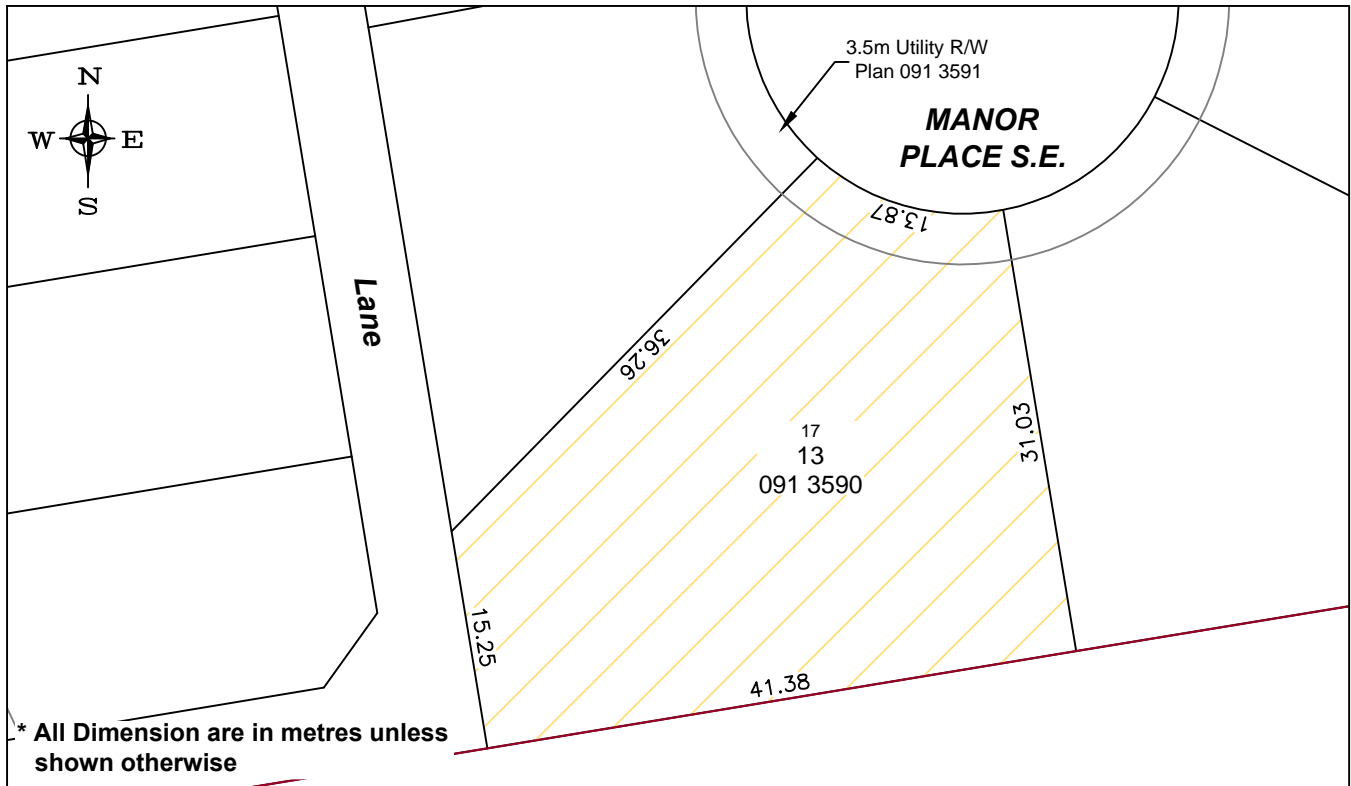 3.5m Utility R/W
Plan 091 3591
N
W E
S
MANOR
PLACE S.E.
13.87
Lane
36.26
31.03
17
13
091 3590
15.25
41.38
* All Dimension are in metres unless
shown otherwise